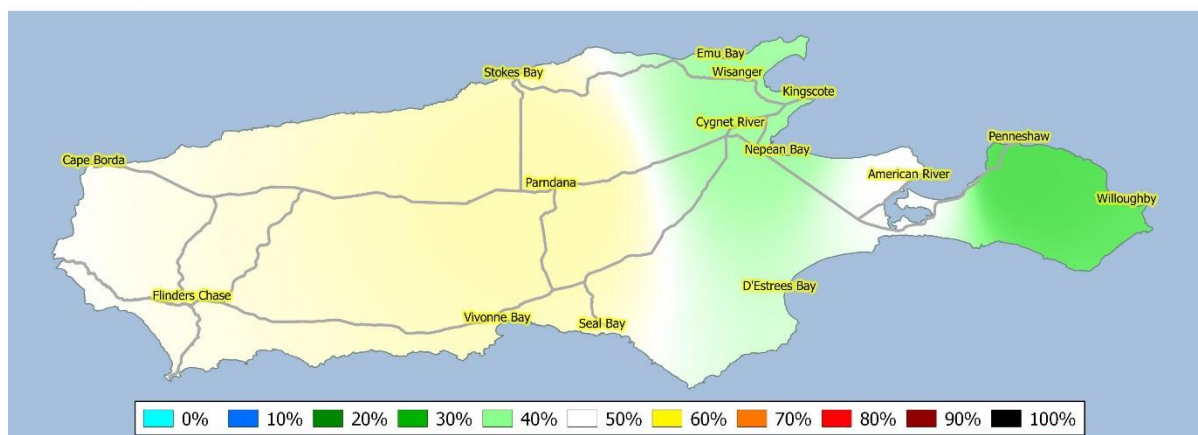 Emu Bay
Stokes Bay
Wisanger
Kingscote
Cygnet River
Penneshaw
Nepean Bay
Cape Borda
American River
Parndana
Willoughby
D'Estrees Bay
Flinders Chase
Vivonne Bay
Seal Bay
0% 10% 20% 30% 40% 50% 60% 70% 80% 90% 100%